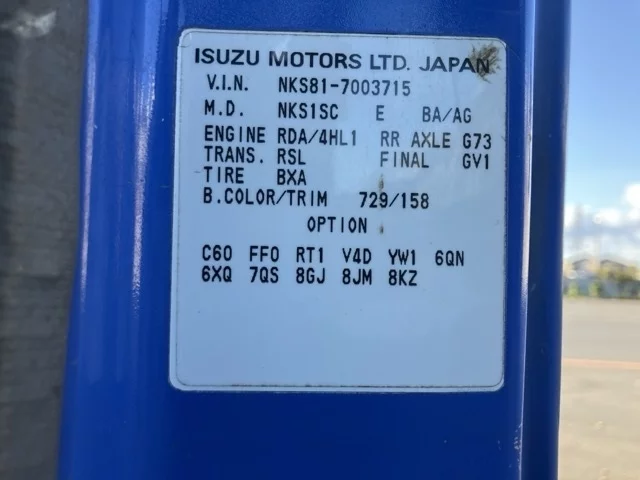 ISUZU MOTORS LTD. JAPAN
V.I.N. NKS81-7003715
M.D. NKS1SC E BA/AG
ENGINE RDA/4HL1 RR AXLE G73
TRANS. RSL FINAL GV1
TIRE BXA
B.COLOR/TRIM 729/158
OPTION
C60 FF0 RT1 V4D YW1 6QN
6XQ 7QS 8GJ 8JM 8KZ